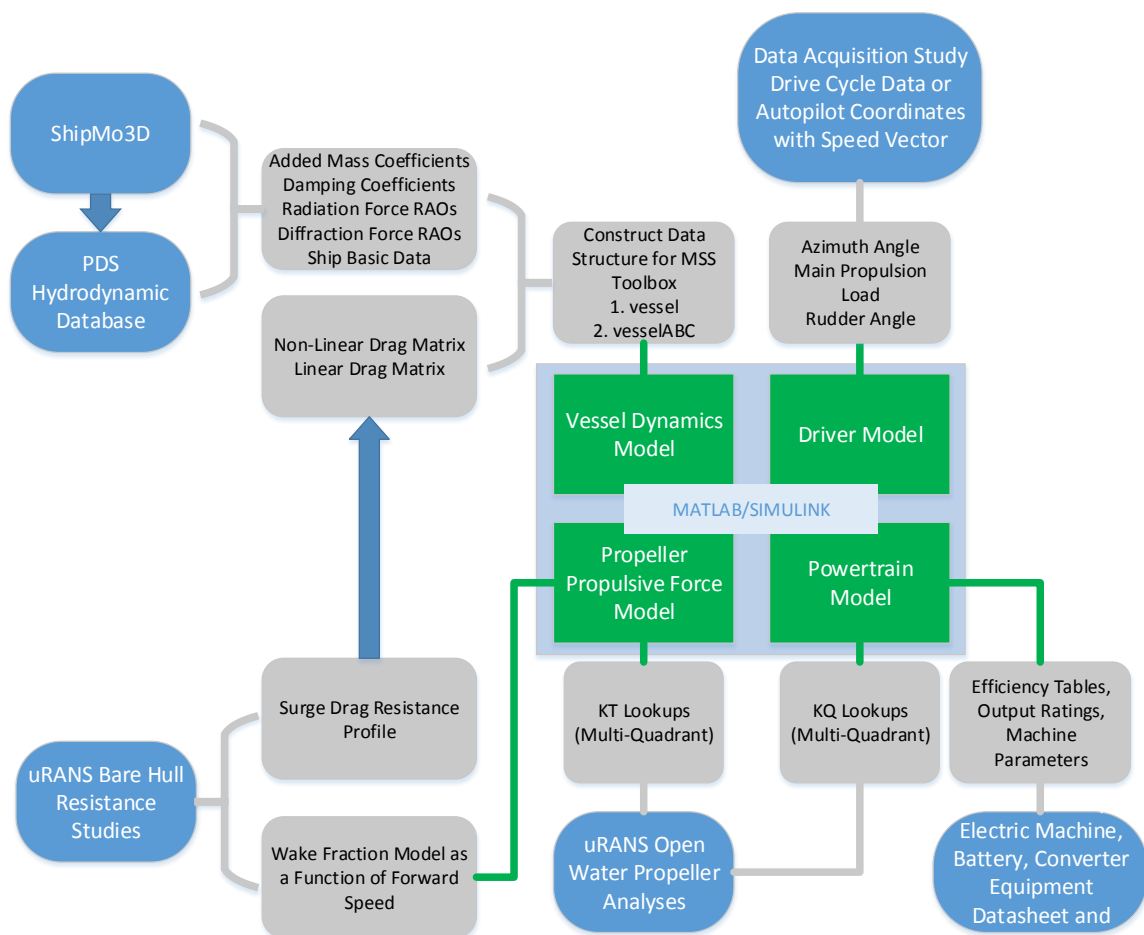 ShipMo3D
PDS
Hydrodynamic
Database
Added Mass Coefficients
Damping Coefficients
Radiation Force RAOs
Diffraction Force RAOs
Ship Basic Data
Non-Linear Drag Matrix
Linear Drag Matrix
Construct Data
Structure for MSS
Toolbox
1. vessel
2. vesselABC
Data Acquisition Study
Drive Cycle Data or
Autopilot Coordinates
with Speed Vector
Azimuth Angle
Main Propulsion
Load
Rudder Angle
Vessel Dynamics
Model
Driver Model
MATLAB/SIMULINK
Propeller
Propulsive Force
Model
Powertrain
Model
Surge Drag Resistance
Profile
uRANS Bare Hull
Resistance
Studies
Wake Fraction Model as
a Function of Forward
Speed
KT Lookups
(Multi-Quadrant)
KQ Lookups
(Multi-Quadrant)
Efficiency Tables,
Output Ratings,
Machine
Parameters
uRANS Open
Water Propeller
Analyses
Electric Machine,
Battery, Converter
Equipment
Datasheet and